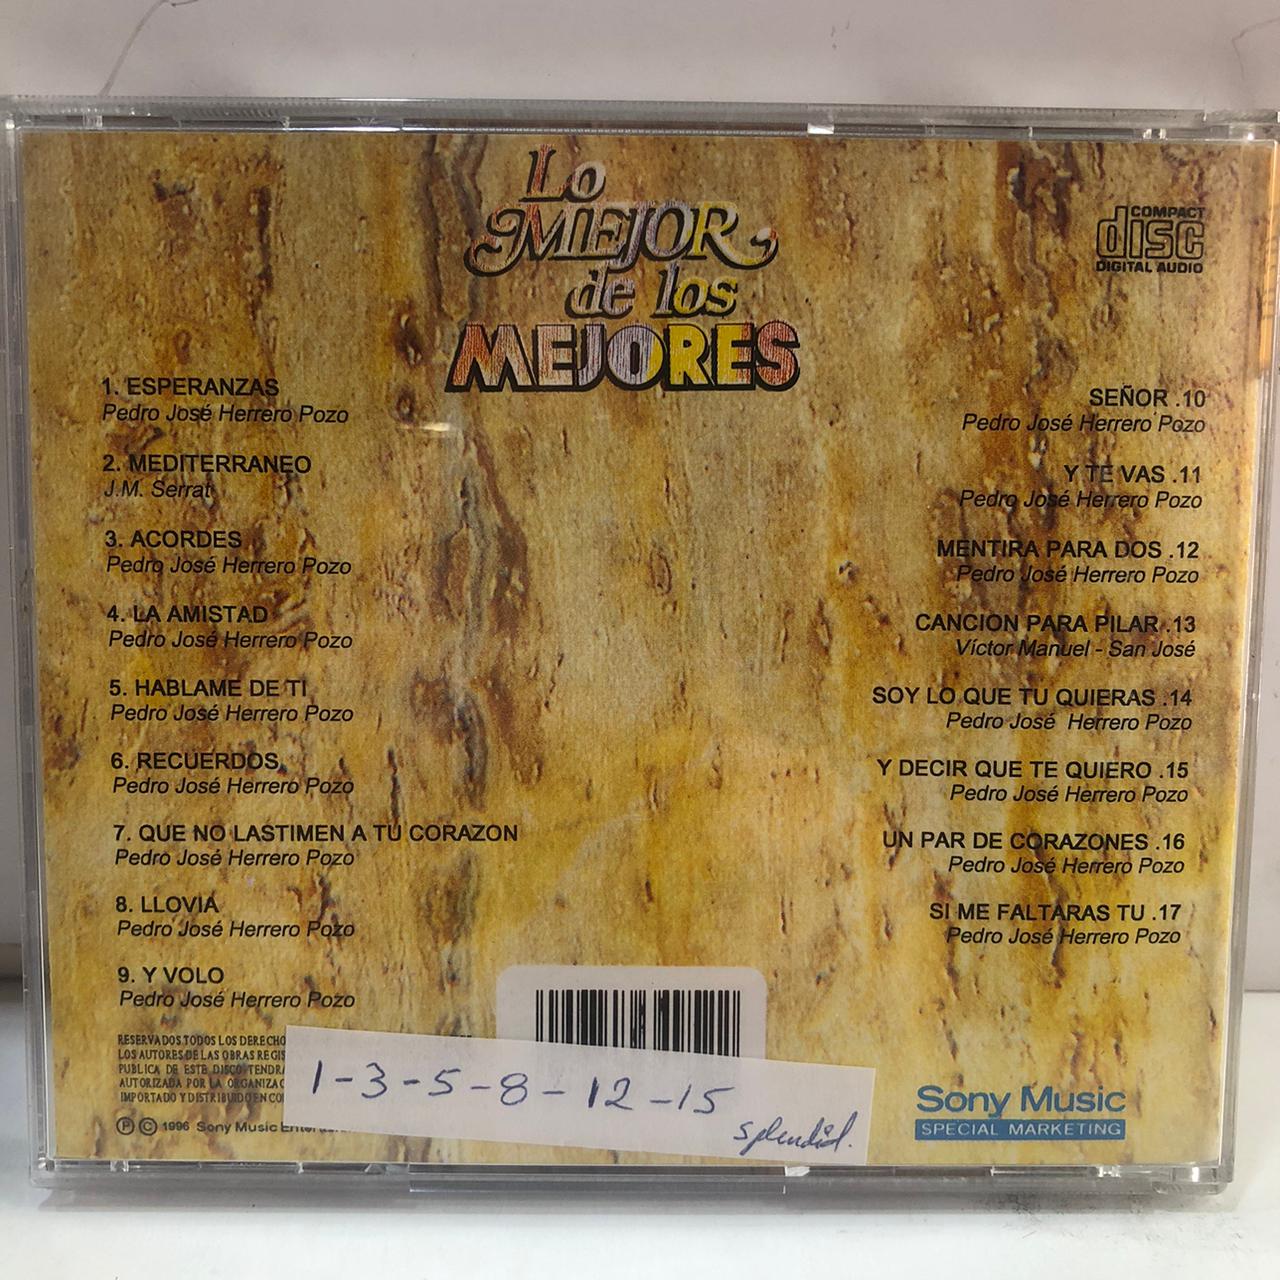 Lo
MEJOR
de los
MEJORES
COMPACT
disc
DIGITAL AUDIO
1. ESPERANZAS
Pedro José Herrero Pozo
2. MEDITERRANEO
J.M. Serrat
3. ACORDES
Pedro José Herrero Pozo
4. LA AMISTAD
Pedro José Herrero Pozo
5. HABLAME DE TI
Pedro José Herrero Pozo
6. RECUERDOS
Pedro José Herrero Pozo
7. QUE NO LASTIMEN A TU CORAZON
Pedro José Herrero Pozo
8. LLOVIA
Pedro José Herrero Pozo
9. Y VOLO
Pedro José Herrero Pozo
SEÑOR .10
Pedro José Herrero Pozo
Y TE VAS .11
Pedro José Herrero Pozo
MENTIRA PARA DOS .12
Pedro José Herrero Pozo
CANCION PARA PILAR .13
Víctor Manuel - San José
SOY LO QUE TU QUIERAS .14
Pedro José Herrero Pozo
Y DECIR QUE TE QUIERO .15
Pedro José Herrero Pozo
UN PAR DE CORAZONES .16
Pedro José Herrero Pozo
SI ME FALTARAS TU .17
Pedro José Herrero Pozo
RESERVADOS TODOS LOS DERECHO
LOS AUTORES DE LAS OBRAS REGIS
PUBLICA DE ESTE DISCO TENDRA
AUTORIZADA POR LA ORGANIZAC
IMPORTADO Y DISTRIBUIDO EN CO
Ⓟ © 1996 Sony Music
1-3-5-8-12-15
splendid.
Sony Music
SPECIAL MARKETING